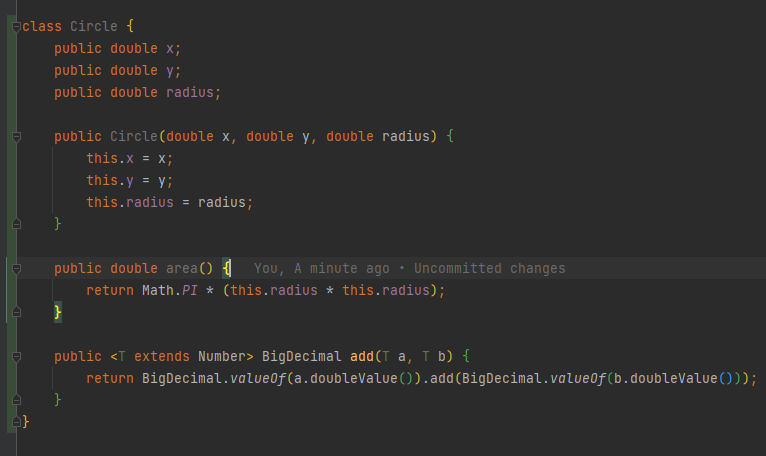 class Circle {
    public double x;
    public double y;
    public double radius;

    public Circle(double x, double y, double radius) {
        this.x = x;
        this.y = y;
        this.radius = radius;
    }

    public double area() {   You, A minute ago • Uncommitted changes
        return Math.PI * (this.radius * this.radius);
    }

    public <T extends Number> BigDecimal add(T a, T b) {
        return BigDecimal.valueOf(a.doubleValue()).add(BigDecimal.valueOf(b.doubleValue()));
    }
}